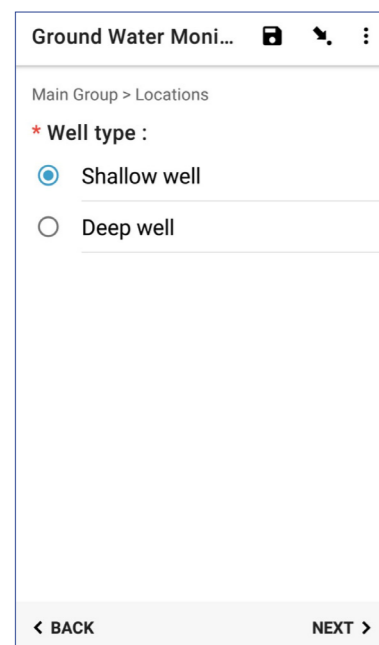 Ground Water Moni...
Main Group > Locations
* Well type :
Shallow well
Deep well
< BACK
NEXT >